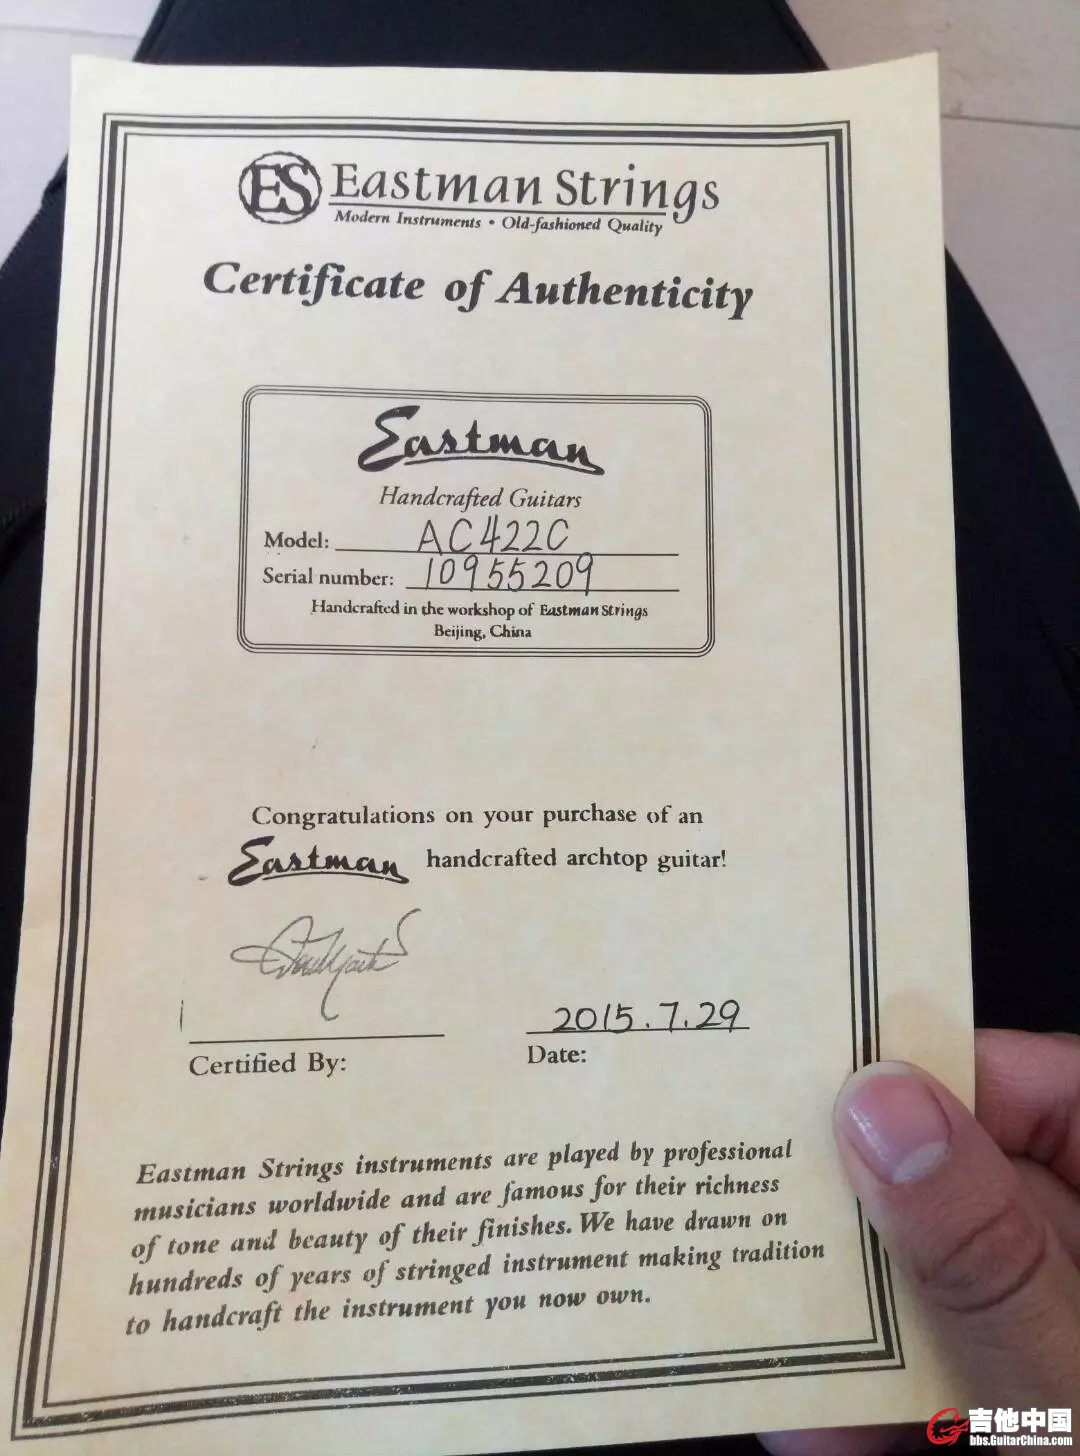 ES Eastman Strings
Modern Instruments • Old-fashioned Quality
Certificate of Authenticity
Eastman
Handcrafted Guitars
Model: AC422C
Serial number: 10955209
Handcrafted in the workshop of Eastman Strings
Beijing, China
Congratulations on your purchase of an
Eastman handcrafted archtop guitar!
2015.7.29
Certified By:
Date:
Eastman Strings instruments are played by professional
musicians worldwide and are famous for their richness
of tone and beauty of their finishes. We have drawn on
hundreds of years of stringed instrument making tradition
to handcraft the instrument you now own.
吉他中国
bbs.GuitarChina.com